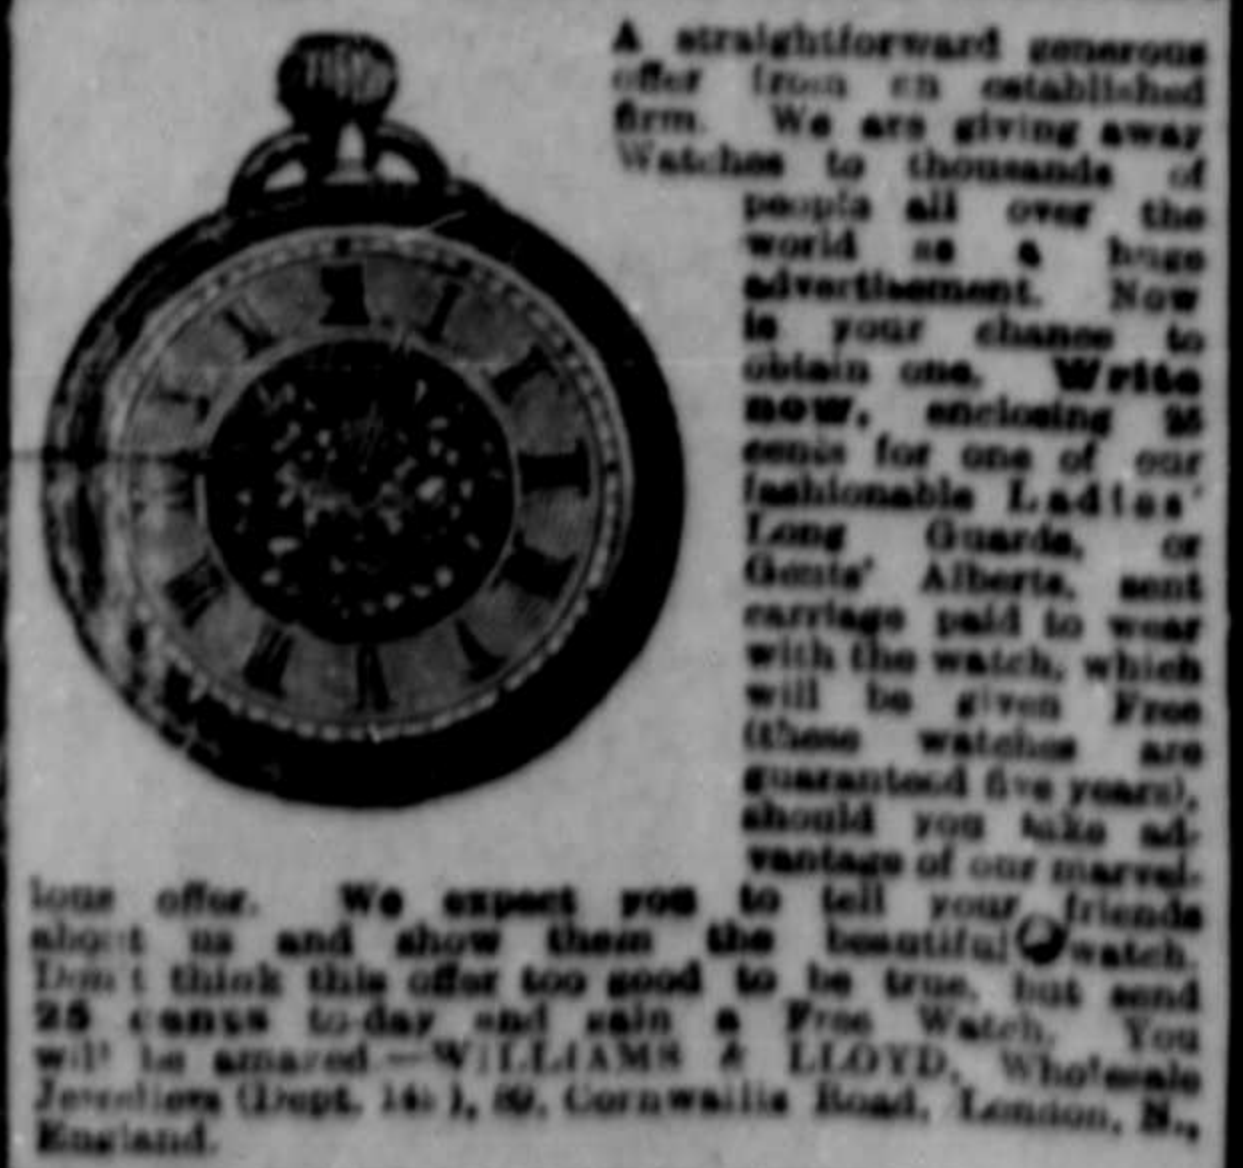 A straightforward generous
offer from an established
firm. We are giving away
Watches to thousands of
people all over the
world as a huge
advertisement. Now
is your chance to
obtain one. Write
now, enclosing 25
cents for one of our
fashionable Ladies'
Long Guards, or
Gents' Alberts, sent
carriage paid to wear
with the watch, which
will be given Free
(these watches are
guaranteed five years),
should you take ad-
vantage of our marvel-
lous offer. We expect you to tell your friends
about us and show them the beautiful watch.
Don't think this offer too good to be true, but send
25 cents to-day and gain a Free Watch. You
will be amazed.—WILLIAMS & LLOYD, Wholesale
Jewellers (Dept. ), 89, Cornwallis Road, London, N.,
England.